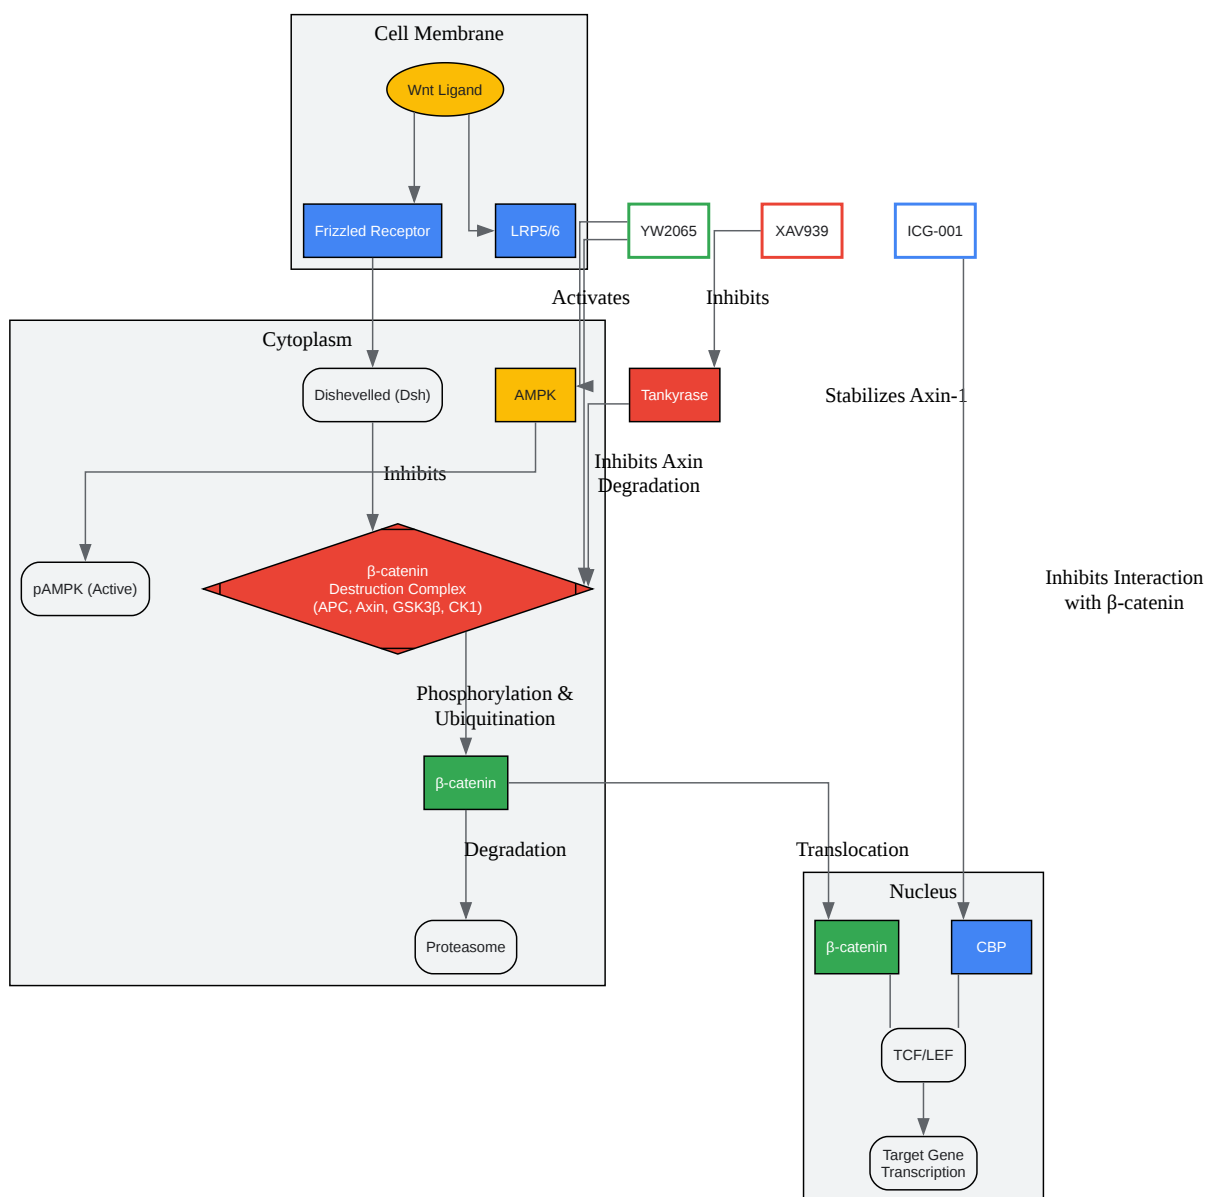 Cell Membrane
Wnt Ligand
Frizzled Receptor
LRP5/6
YW2065
XAV939
ICG-001
Activates
Inhibits
Cytoplasm
Dishevelled (Dsh)
AMPK
Tankyrase
Stabilizes Axin-1
Inhibits
Inhibits Axin
Degradation
pAMPK (Active)
β-catenin
Destruction Complex
(APC, Axin, GSK3β, CK1)
Inhibits Interaction
with β-catenin
Phosphorylation &
Ubiquitination
β-catenin
Degradation
Translocation
Nucleus
Proteasome
β-catenin
CBP
TCF/LEF
Target Gene
Transcription